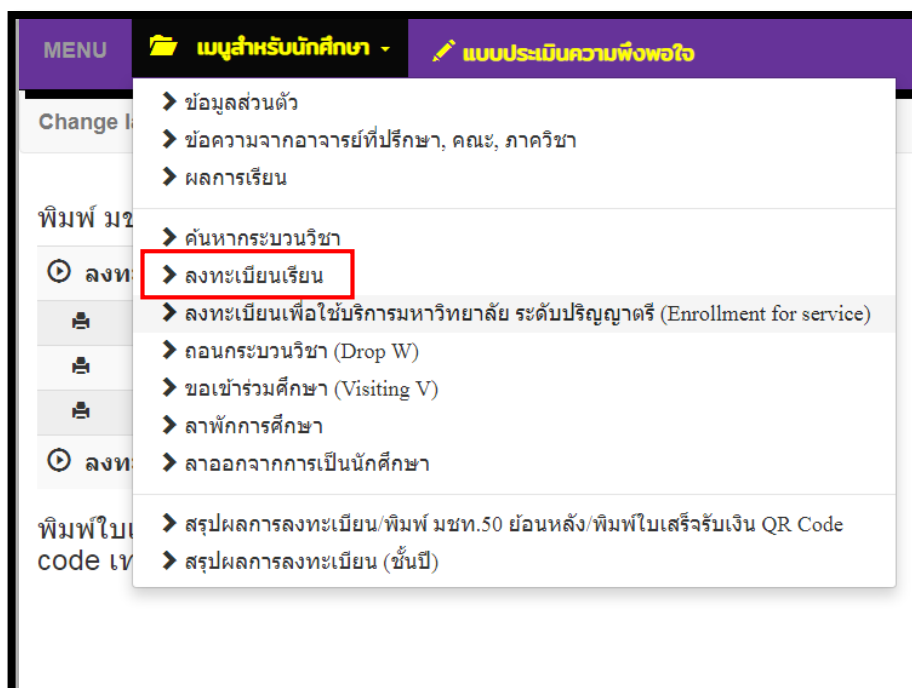 MENU เมนูสำหรับนักศึกษา แบบประเมินความพึงพอใจ
Change
ข้อมูลส่วนตัว
ข้อความจากอาจารย์ที่ปรึกษา, คณะ, ภาควิชา
ผลการเรียน
พิมพ์
ค้นหากระบวนวิชา
ลงทะเบียนเรียน
ลงทะเบียนเพื่อใช้บริการมหาวิทยาลัย ระดับปริญญาตรี (Enrollment for service)
ถอนกระบวนวิชา (Drop W)
ขอเข้าร่วมศึกษา (Visiting V)
ลาพักการศึกษา
ลาออกจากการเป็นนักศึกษา
สรุปผลการลงทะเบียน/พิมพ์ มชท.50 ย้อนหลัง/พิมพ์ใบเสร็จรับเงิน QR Code
สรุปผลการลงทะเบียน (ชั้นปี)
code